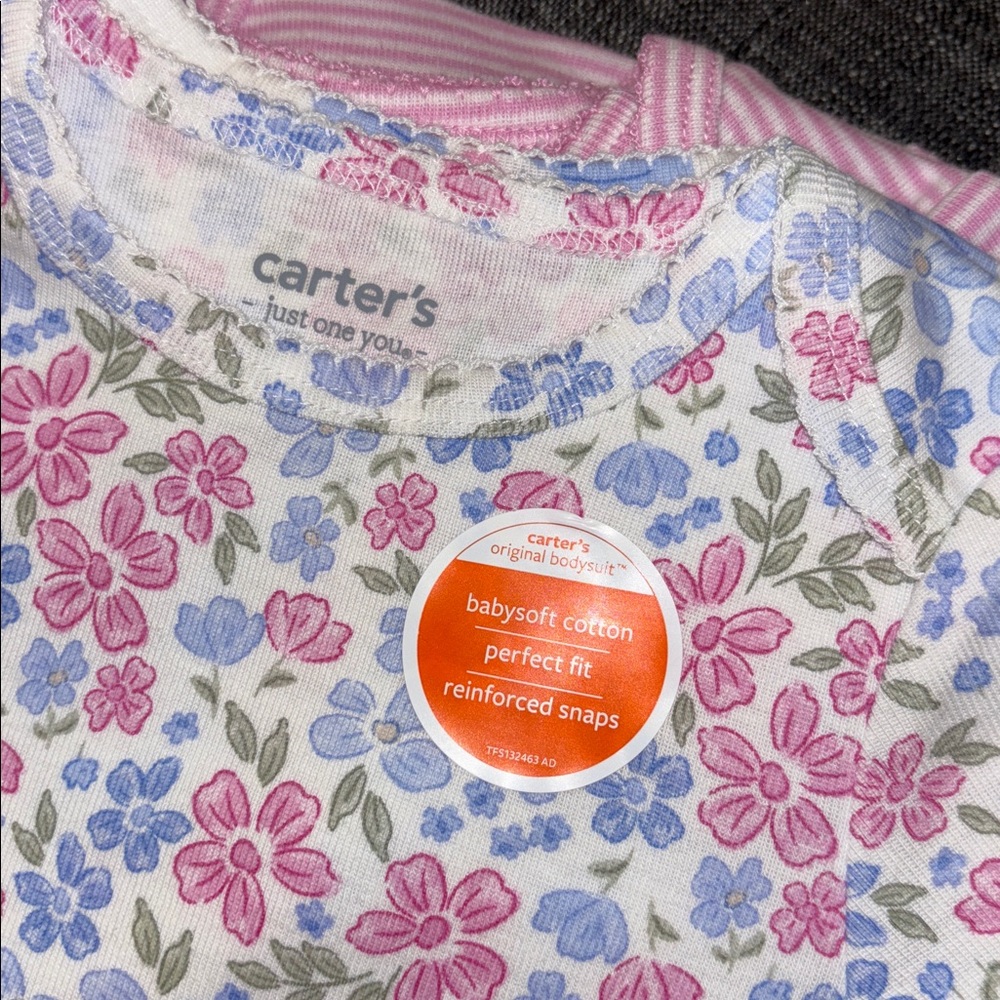 carter's
- just one you®-
carter's
original bodysuit™
babysoft cotton
perfect fit
reinforced snaps
TFS132463 AD